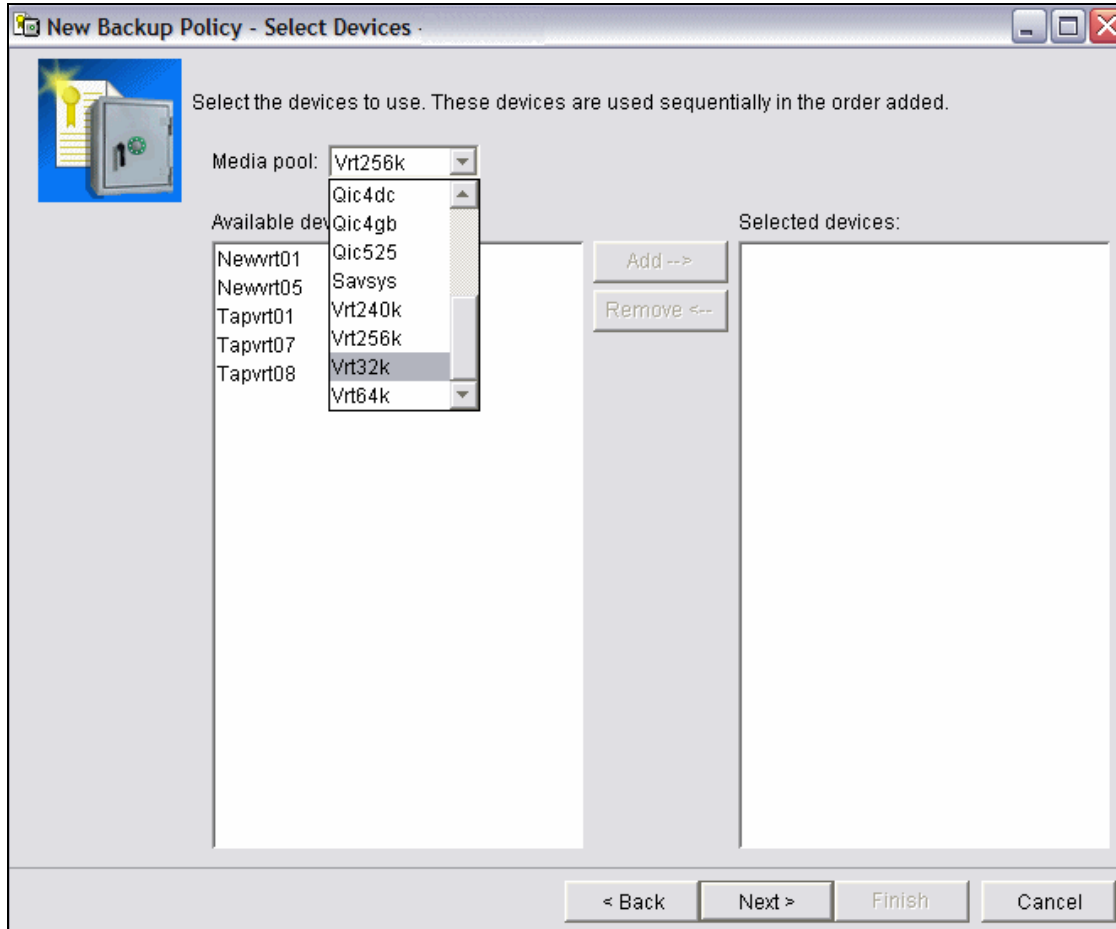 New Backup Policy - Select Devices -
Select the devices to use. These devices are used sequentially in the order added.
Media pool: Vrt256k
Qic4dc
Qic4gb
Qic525
Savsys
Vrt240k
Vrt256k
Vrt32k
Vrt64k
Available dev
Newvrt01
Newvrt05
Tapvrt01
Tapvrt07
Tapvrt08
Add -->
Remove <--
Selected devices:
< Back
Next >
Finish
Cancel